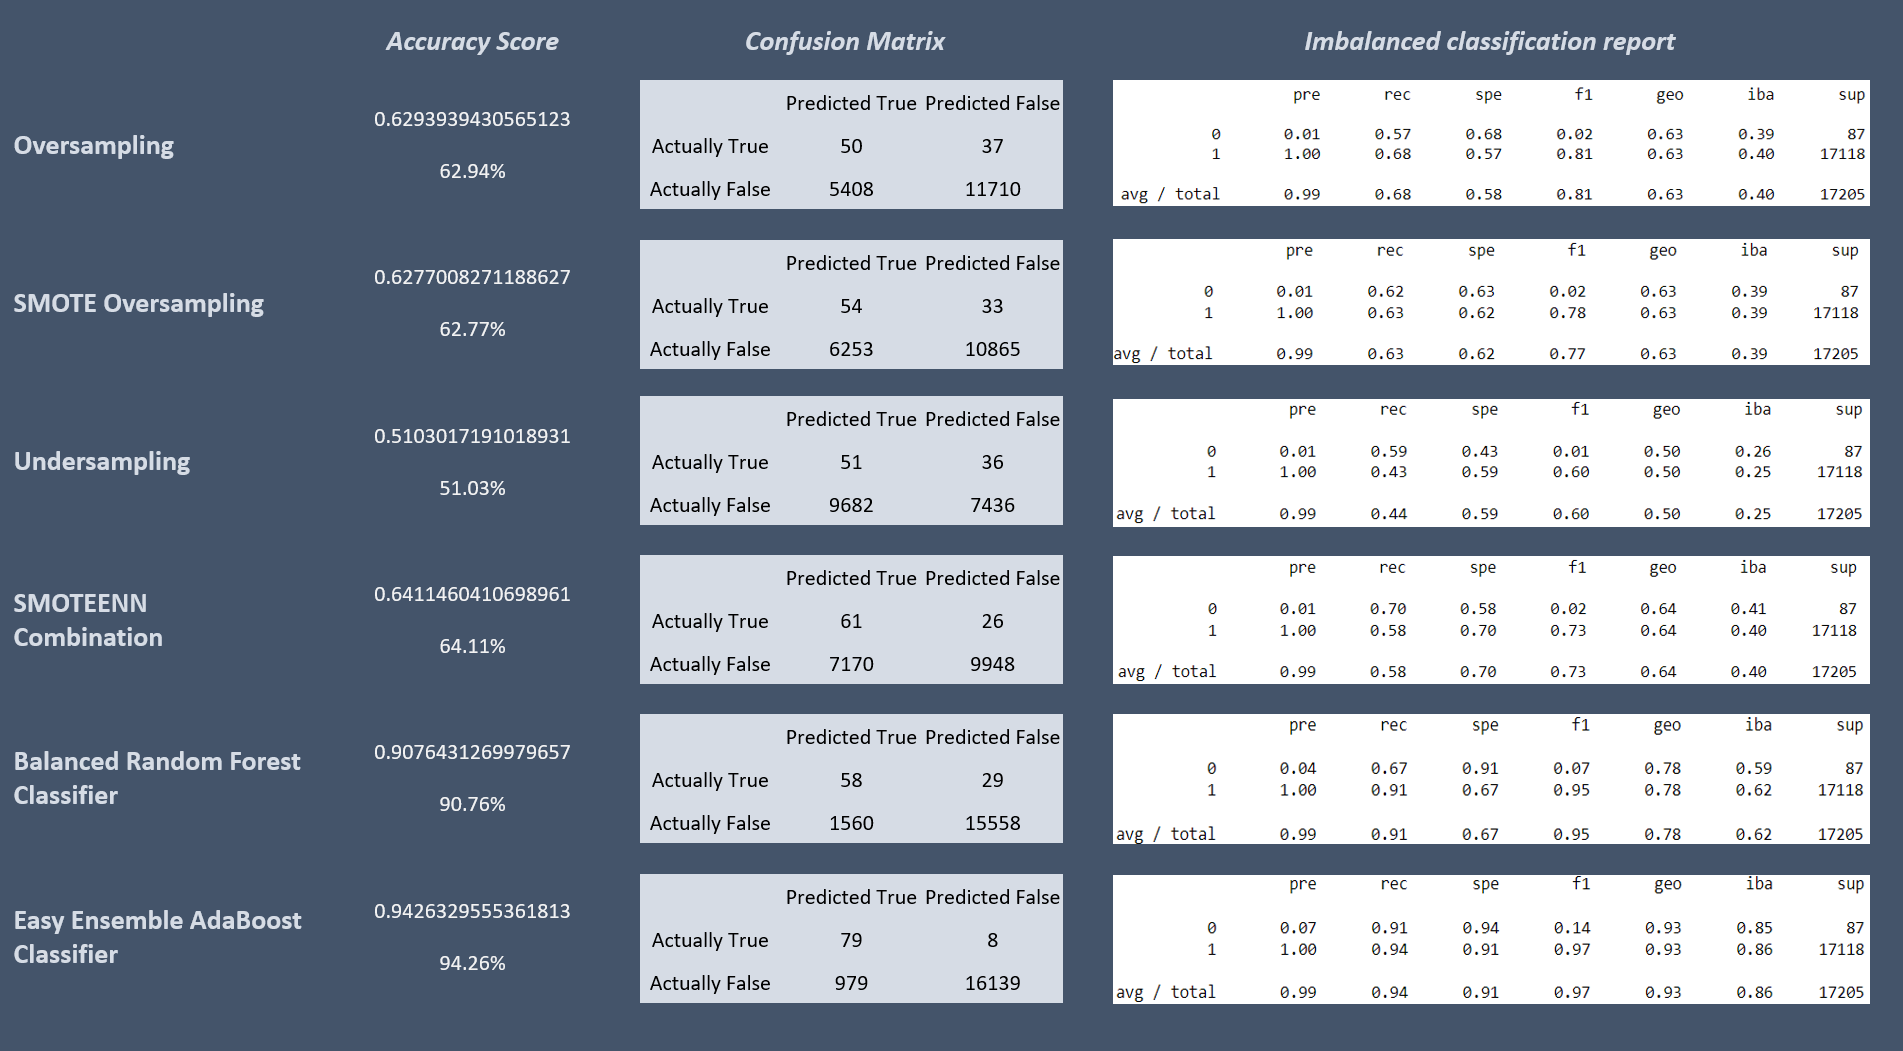 Accuracy Score Confusion Matrix Imbalanced classification report
Oversampling
0.6293939430565123
62.94%
Predicted True Predicted False
Actually True 50 37
Actually False 5408 11710
pre rec spe f1 geo iba sup
0 0.01 0.57 0.68 0.02 0.63 0.39 87
1 1.00 0.68 0.57 0.81 0.63 0.40 17118
avg / total 0.99 0.68 0.58 0.81 0.63 0.40 17205
SMOTE Oversampling
0.6277008271188627
62.77%
Predicted True Predicted False
Actually True 54 33
Actually False 6253 10865
pre rec spe f1 geo iba sup
0 0.01 0.62 0.63 0.02 0.63 0.39 87
1 1.00 0.63 0.62 0.78 0.63 0.39 17118
avg / total 0.99 0.63 0.62 0.77 0.63 0.39 17205
Undersampling
0.5103017191018931
51.03%
Predicted True Predicted False
Actually True 51 36
Actually False 9682 7436
pre rec spe f1 geo iba sup
0 0.01 0.59 0.43 0.01 0.50 0.26 87
1 1.00 0.43 0.59 0.60 0.50 0.25 17118
avg / total 0.99 0.44 0.59 0.60 0.50 0.25 17205
SMOTEENN
Combination
0.6411460410698961
64.11%
Predicted True Predicted False
Actually True 61 26
Actually False 7170 9948
pre rec spe f1 geo iba sup
0 0.01 0.70 0.58 0.02 0.64 0.41 87
1 1.00 0.58 0.70 0.73 0.64 0.40 17118
avg / total 0.99 0.58 0.70 0.73 0.64 0.40 17205
Balanced Random Forest
Classifier
0.9076431269979657
90.76%
Predicted True Predicted False
Actually True 58 29
Actually False 1560 15558
pre rec spe f1 geo iba sup
0 0.04 0.67 0.91 0.07 0.78 0.59 87
1 1.00 0.91 0.67 0.95 0.78 0.62 17118
avg / total 0.99 0.91 0.67 0.95 0.78 0.62 17205
Easy Ensemble AdaBoost
Classifier
0.9426329555361813
94.26%
Predicted True Predicted False
Actually True 79 8
Actually False 979 16139
pre rec spe f1 geo iba sup
0 0.07 0.91 0.94 0.14 0.93 0.85 87
1 1.00 0.94 0.91 0.97 0.93 0.86 17118
avg / total 0.99 0.94 0.91 0.97 0.93 0.86 17205